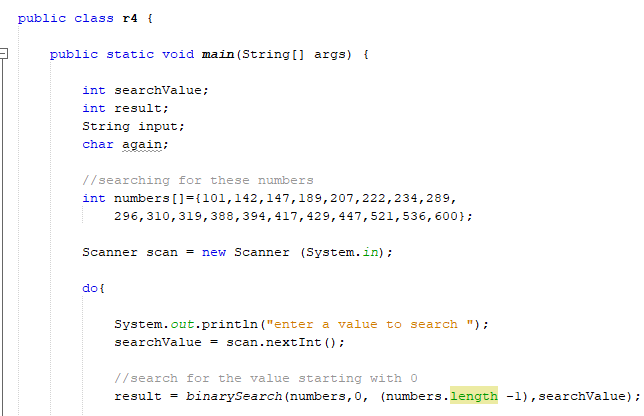 public class r4 {
public static void main(String[] args) {
int searchValue;
int result;
String input;
char again;
//searching for these numbers
int numbers[]={101,142,147,189,207,222,234,289,
296,310,319,388,394,417,429,447,521,536,600};
Scanner scan = new Scanner (System.in);
do{
System.out.println("enter a value to search ");
searchValue = scan.nextInt();
//search for the value starting with 0
result = binarySearch(numbers,0, (numbers.length -1),searchValue);